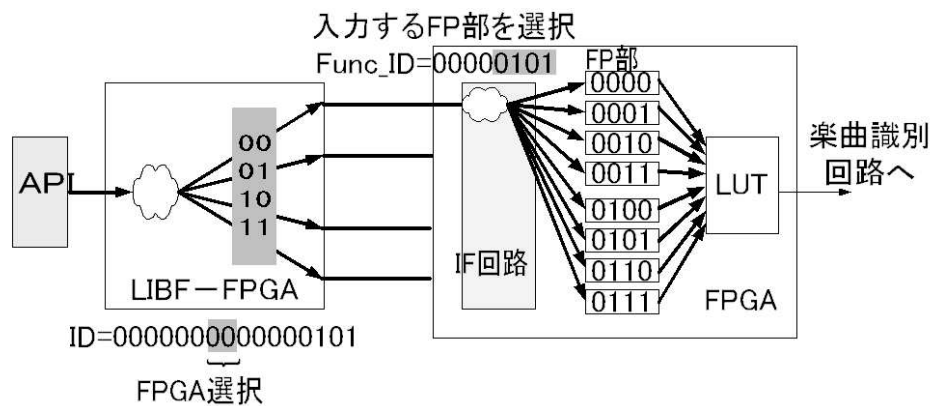 入力するFP部を選択
Func_ID=00000101
FP部
0000
0001
0010
0011
0100
0101
0110
0111
API
00
01
10
11
LIBF－FPGA
IF回路
LUT
FPGA
楽曲識別
回路へ
ID=0000000000000101
FPGA選択